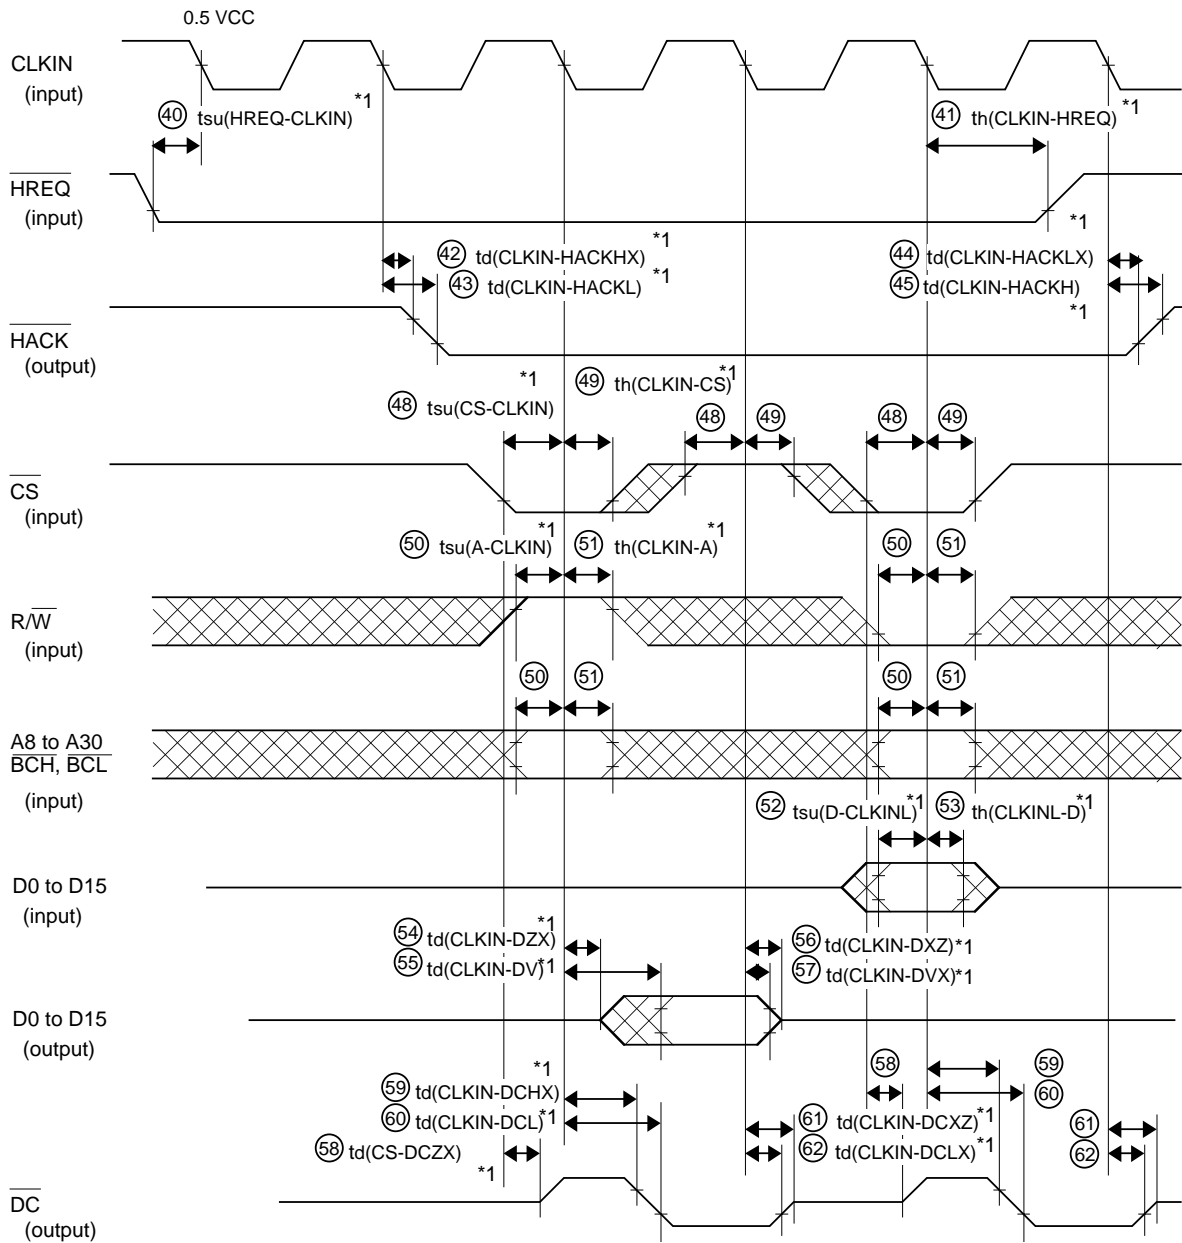 0.5 VCC
CLKIN
(input)
40 tsu(HREQ-CLKIN) *1
41 th(CLKIN-HREQ) *1
HREQ
(input)
*1
42 td(CLKIN-HACKHX) *1
44 td(CLKIN-HACKLX)
43 td(CLKIN-HACKL) *1
45 td(CLKIN-HACKH)
*1
HACK
(output)
*1
49 th(CLKIN-CS) *1
48 tsu(CS-CLKIN)
48 49 48 49
CS
(input)
50 tsu(A-CLKIN) *1
51 th(CLKIN-A) *1
50 51
R/W
(input)
50 51 50 51
A8 to A30
BCH, BCL
(input)
52 tsu(D-CLKINL) *1
53 th(CLKINL-D) *1
D0 to D15
(input)
54 td(CLKIN-DZX) *1
56 td(CLKIN-DXZ) *1
55 td(CLKIN-DV) *1
57 td(CLKIN-DVX) *1
D0 to D15
(output)
*1
58 59
59 td(CLKIN-DCHX)
60
60 td(CLKIN-DCL) *1
61 td(CLKIN-DCXZ) *1
61
58 td(CS-DCZX)
62 td(CLKIN-DCLX) *1
62
*1
DC
(output)